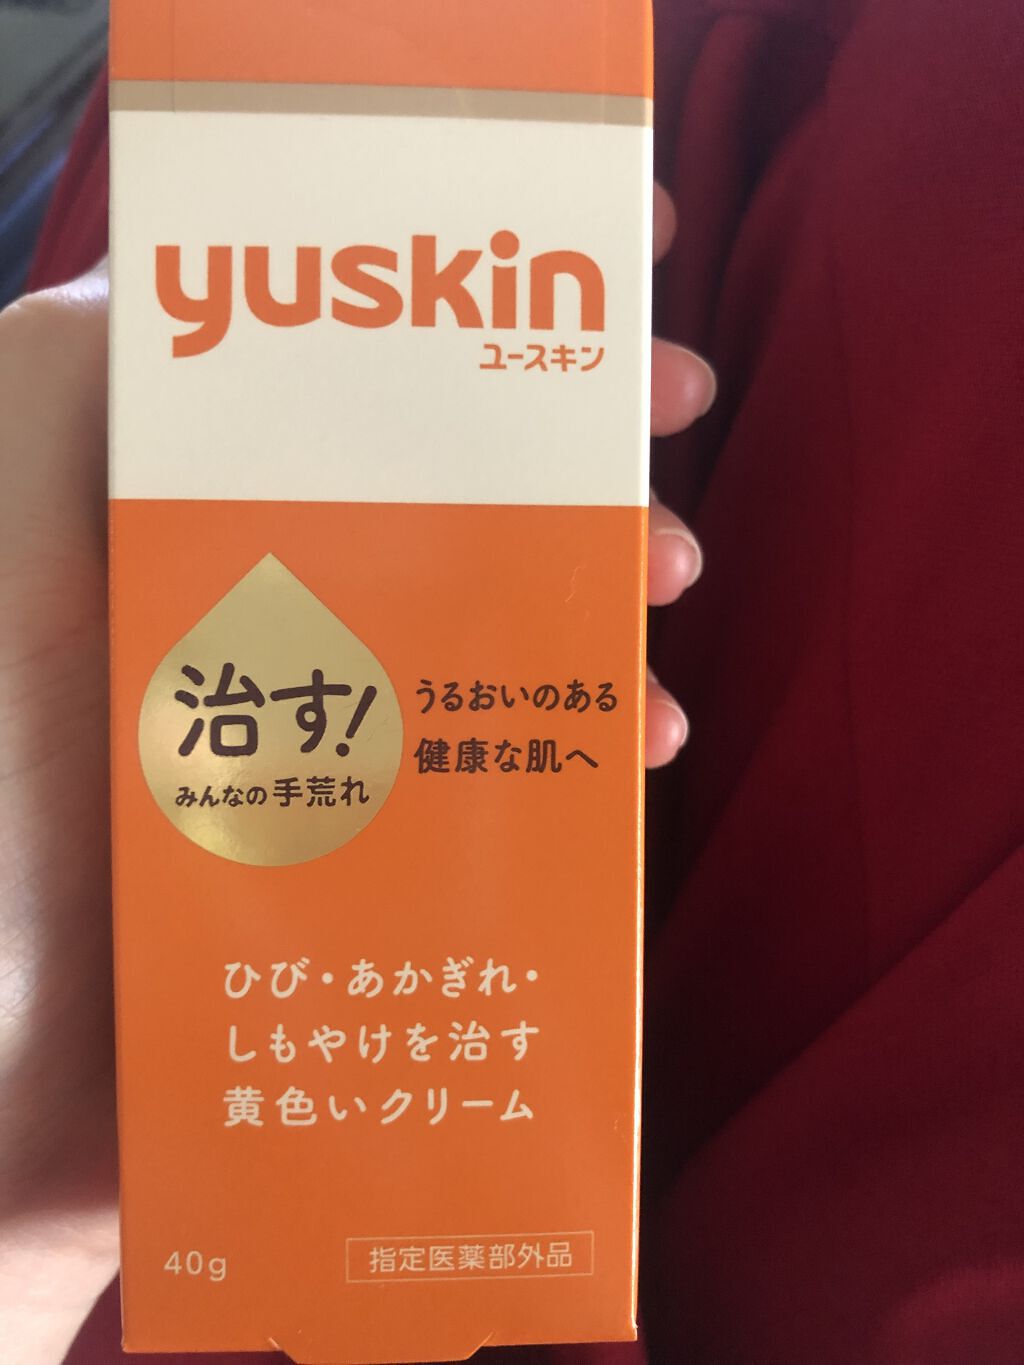 yuskin
ユースキン
治す!
みんなの手荒れ
うるおいのある
健康な肌へ
ひび・あかぎれ・
しもやけを治す
黄色いクリーム
40g
指定医薬部外品